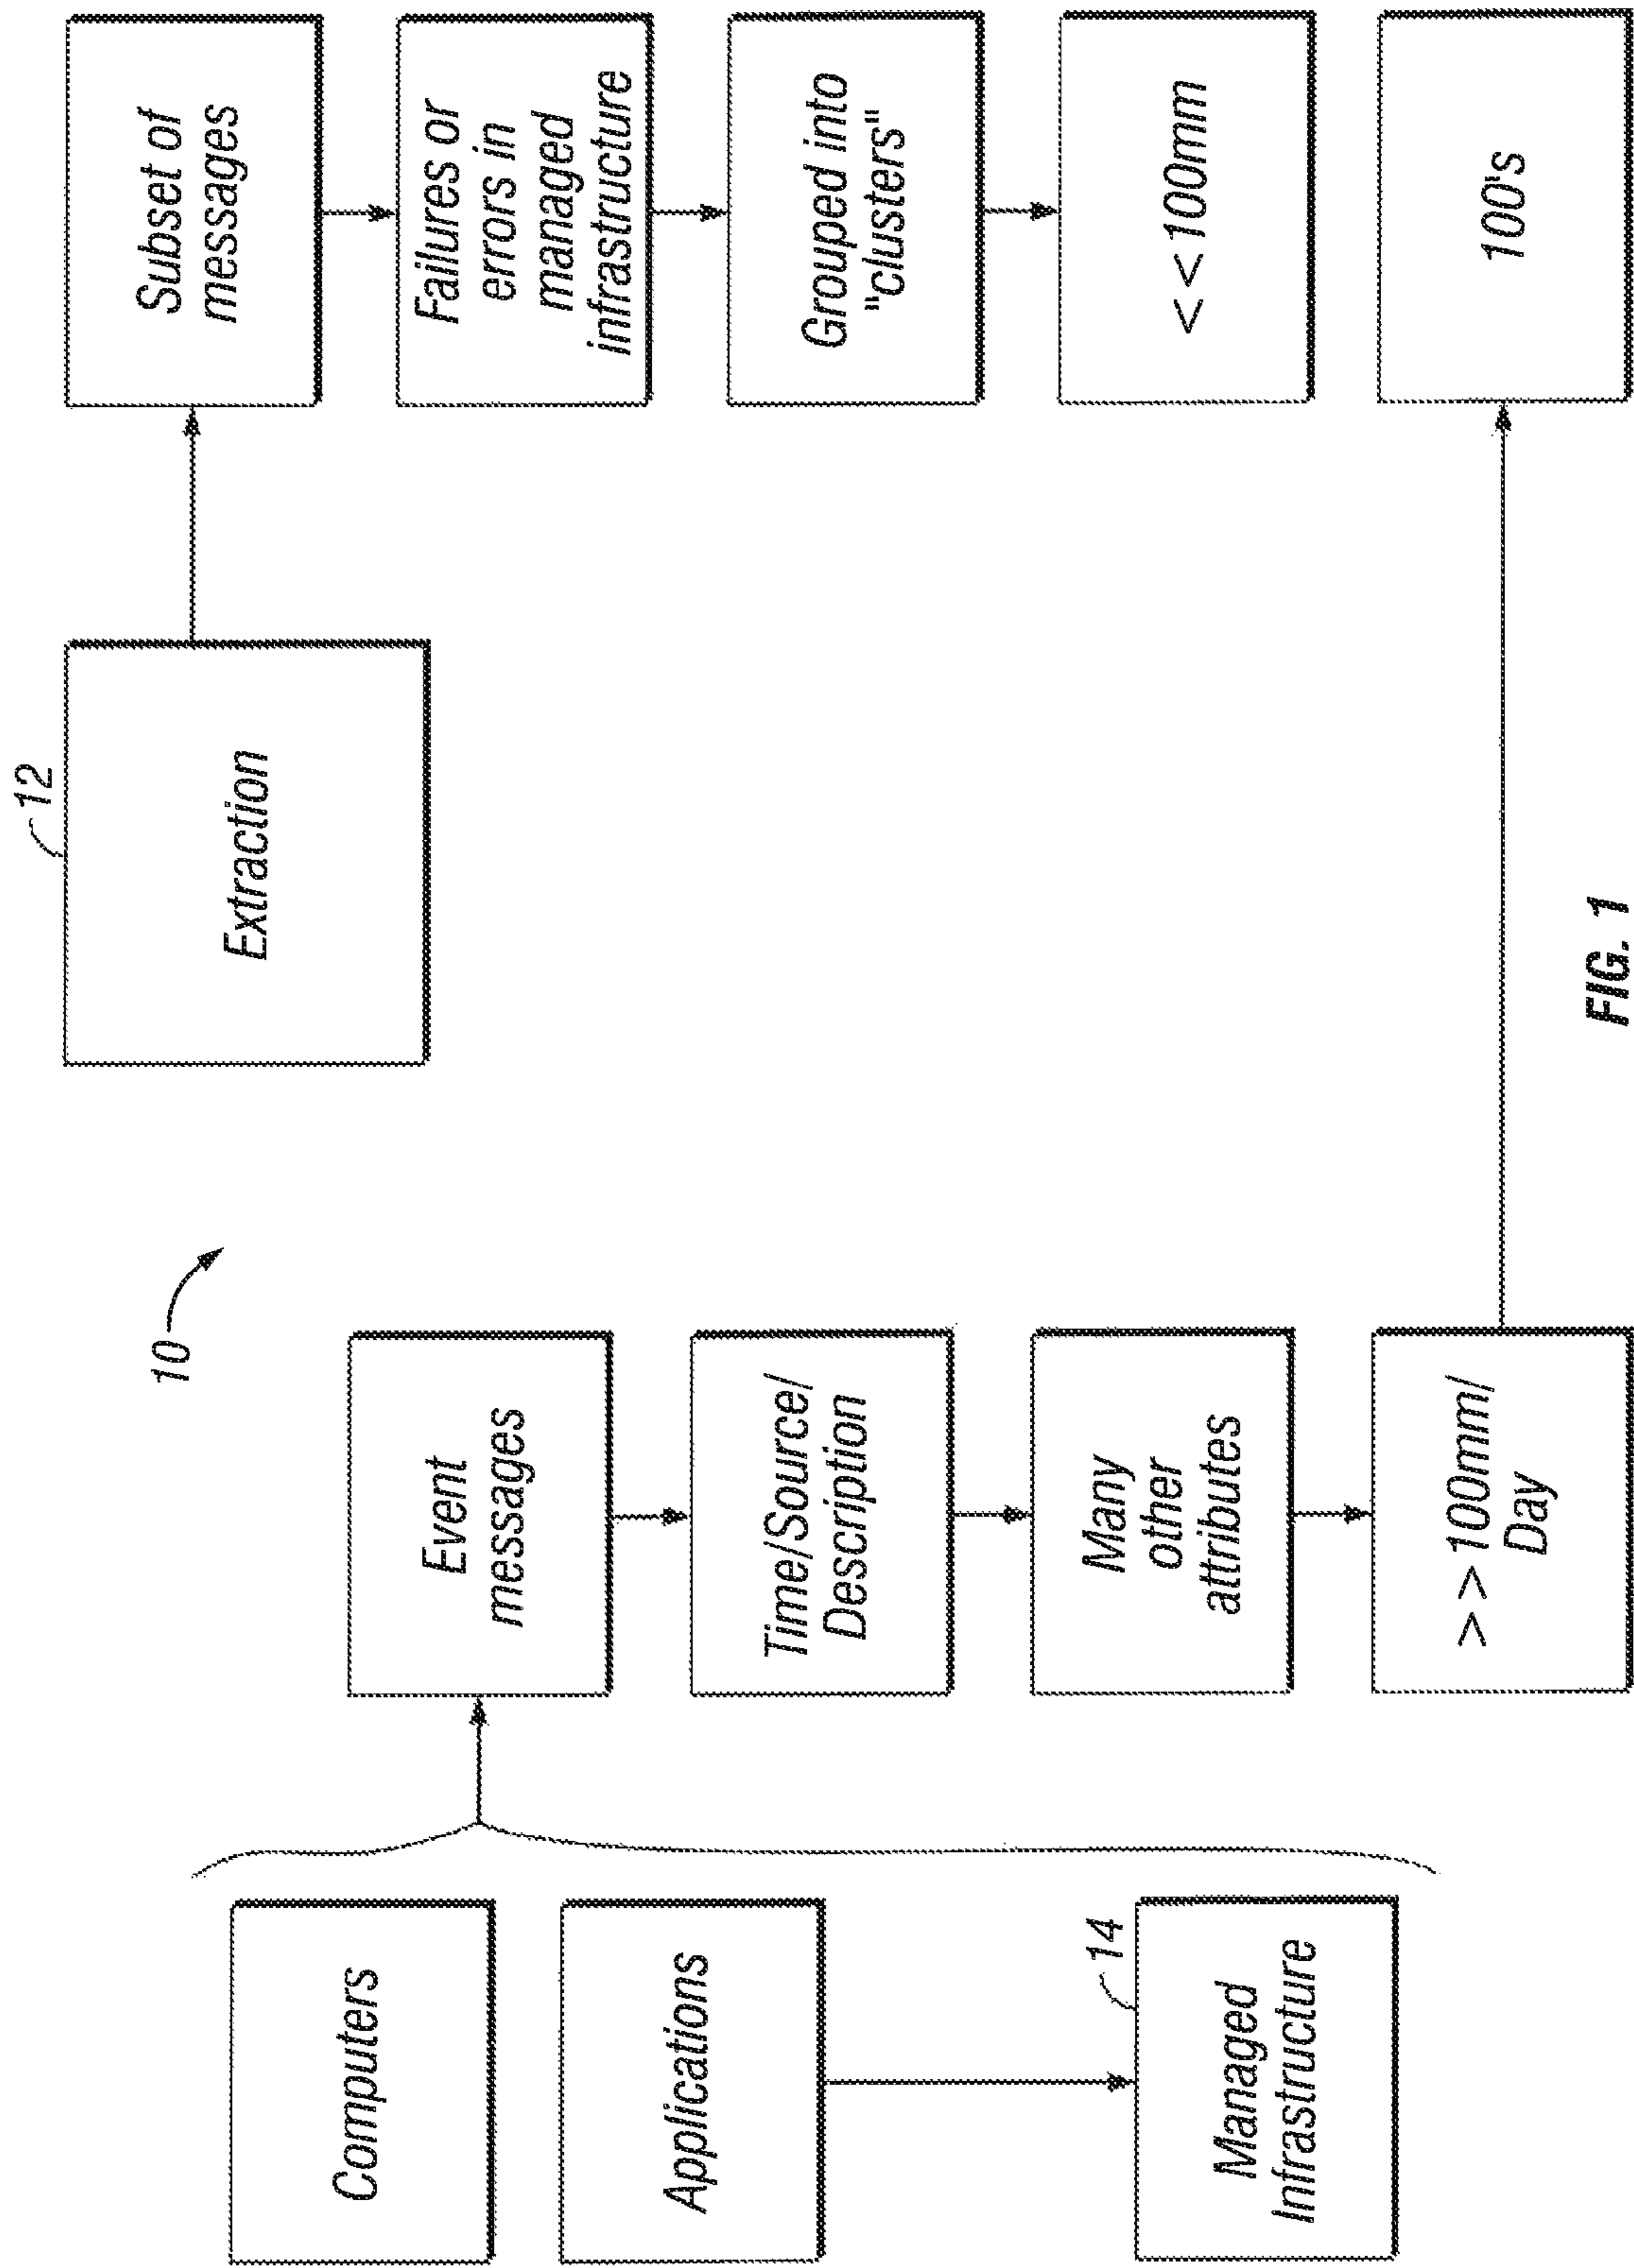 Computers
Applications
14
Managed
Infrastructure
10
Event
messages
Time/Source/
Description
Many
other
attributes
>>100mm/
Day
12
Extraction
Subset of
messages
Failures or
errors in
managed
infrastructure
Grouped into
"clusters"
<<100mm
100's
FIG. 1